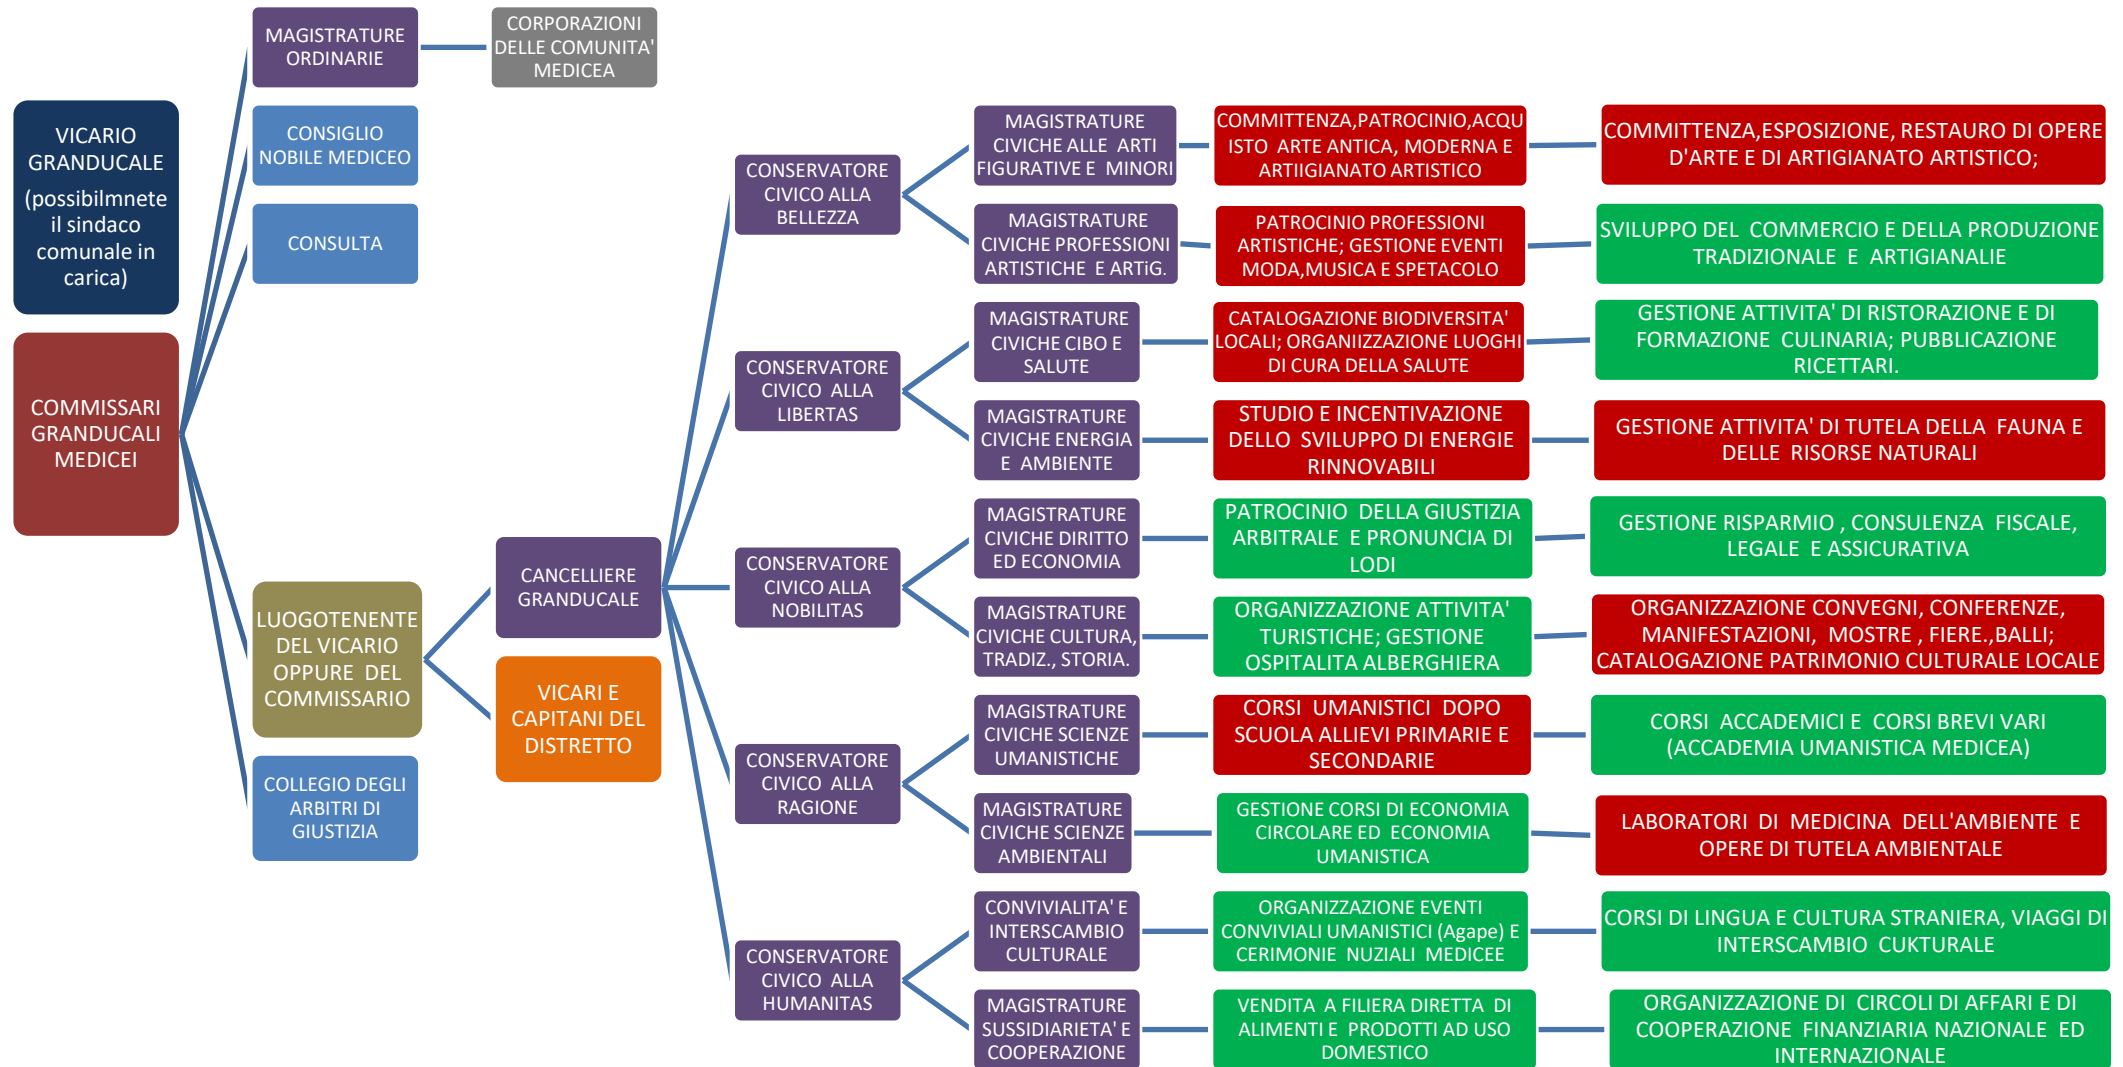 VICARIO
GRANDUCALE
(possibilmnete
il sindaco
comunale in
carica)
COMMISSARI
GRANDUCALI
MEDICEI
MAGISTRATURE
ORDINARIE
CORPORAZIONI
DELLE COMUNITA'
MEDICEA
CONSIGLIO
NOBILE MEDICEO
CONSULTA
LUOGOTENENTE
DEL VICARIO
OPPURE DEL
COMMISSARIO
COLLEGIO DEGLI
ARBITRI DI
GIUSTIZIA
CANCELLIERE
GRANDUCALE
VICARI E
CAPITANI DEL
DISTRETTO
CONSERVATORE
CIVICO ALLA
BELLEZZA
MAGISTRATURE
CIVICHE ALLE ARTI
FIGURATIVE E MINORI
COMMITTENZA,PATROCINIO,ACQU
ISTO ARTE ANTICA, MODERNA E
ARTIIGIANATO ARTISTICO
COMMITTENZA,ESPOSIZIONE, RESTAURO DI OPERE
D'ARTE E DI ARTIGIANATO ARTISTICO;
MAGISTRATURE
CIVICHE PROFESSIONI
ARTISTICHE E ARTiG.
PATROCINIO PROFESSIONI
ARTISTICHE; GESTIONE EVENTI
MODA,MUSICA E SPETACOLO
SVILUPPO DEL COMMERCIO E DELLA PRODUZIONE
TRADIZIONALE E ARTIGIANALIE
CONSERVATORE
CIVICO ALLA
LIBERTAS
MAGISTRATURE
CIVICHE CIBO E
SALUTE
CATALOGAZIONE BIODIVERSITA'
LOCALI; ORGANIIZZAZIONE LUOGHI
DI CURA DELLA SALUTE
GESTIONE ATTIVITA' DI RISTORAZIONE E DI
FORMAZIONE CULINARIA; PUBBLICAZIONE
RICETTARI.
MAGISTRATURE
CIVICHE ENERGIA
E AMBIENTE
STUDIO E INCENTIVAZIONE
DELLO SVILUPPO DI ENERGIE
RINNOVABILI
GESTIONE ATTIVITA' DI TUTELA DELLA FAUNA E
DELLE RISORSE NATURALI
CONSERVATORE
CIVICO ALLA
NOBILITAS
MAGISTRATURE
CIVICHE DIRITTO
ED ECONOMIA
PATROCINIO DELLA GIUSTIZIA
ARBITRALE E PRONUNCIA DI
LODI
GESTIONE RISPARMIO , CONSULENZA FISCALE,
LEGALE E ASSICURATIVA
MAGISTRATURE
CIVICHE CULTURA,
TRADIZ., STORIA.
ORGANIZZAZIONE ATTIVITA'
TURISTICHE; GESTIONE
OSPITALITA ALBERGHIERA
ORGANIZZAZIONE CONVEGNI, CONFERENZE,
MANIFESTAZIONI, MOSTRE , FIERE.,BALLI;
CATALOGAZIONE PATRIMONIO CULTURALE LOCALE
CONSERVATORE
CIVICO ALLA
RAGIONE
MAGISTRATURE
CIVICHE SCIENZE
UMANISTICHE
CORSI UMANISTICI DOPO
SCUOLA ALLIEVI PRIMARIE E
SECONDARIE
CORSI ACCADEMICI E CORSI BREVI VARI
(ACCADEMIA UMANISTICA MEDICEA)
MAGISTRATURE
CIVICHE SCIENZE
AMBIENTALI
GESTIONE CORSI DI ECONOMIA
CIRCOLARE ED ECONOMIA
UMANISTICA
LABORATORI DI MEDICINA DELL'AMBIENTE E
OPERE DI TUTELA AMBIENTALE
CONSERVATORE
CIVICO ALLA
HUMANITAS
CONVIVIALITA' E
INTERSCAMBIO
CULTURALE
ORGANIZZAZIONE EVENTI
CONVIVIALI UMANISTICI (Agape) E
CERIMONIE NUZIALI MEDICEE
CORSI DI LINGUA E CULTURA STRANIERA, VIAGGI DI
INTERSCAMBIO CUKTURALE
MAGISTRATURE
SUSSIDIARIETA' E
COOPERAZIONE
VENDITA A FILIERA DIRETTA DI
ALIMENTI E PRODOTTI AD USO
DOMESTICO
ORGANIZZAZIONE DI CIRCOLI DI AFFARI E DI
COOPERAZIONE FINANZIARIA NAZIONALE ED
INTERNAZIONALE